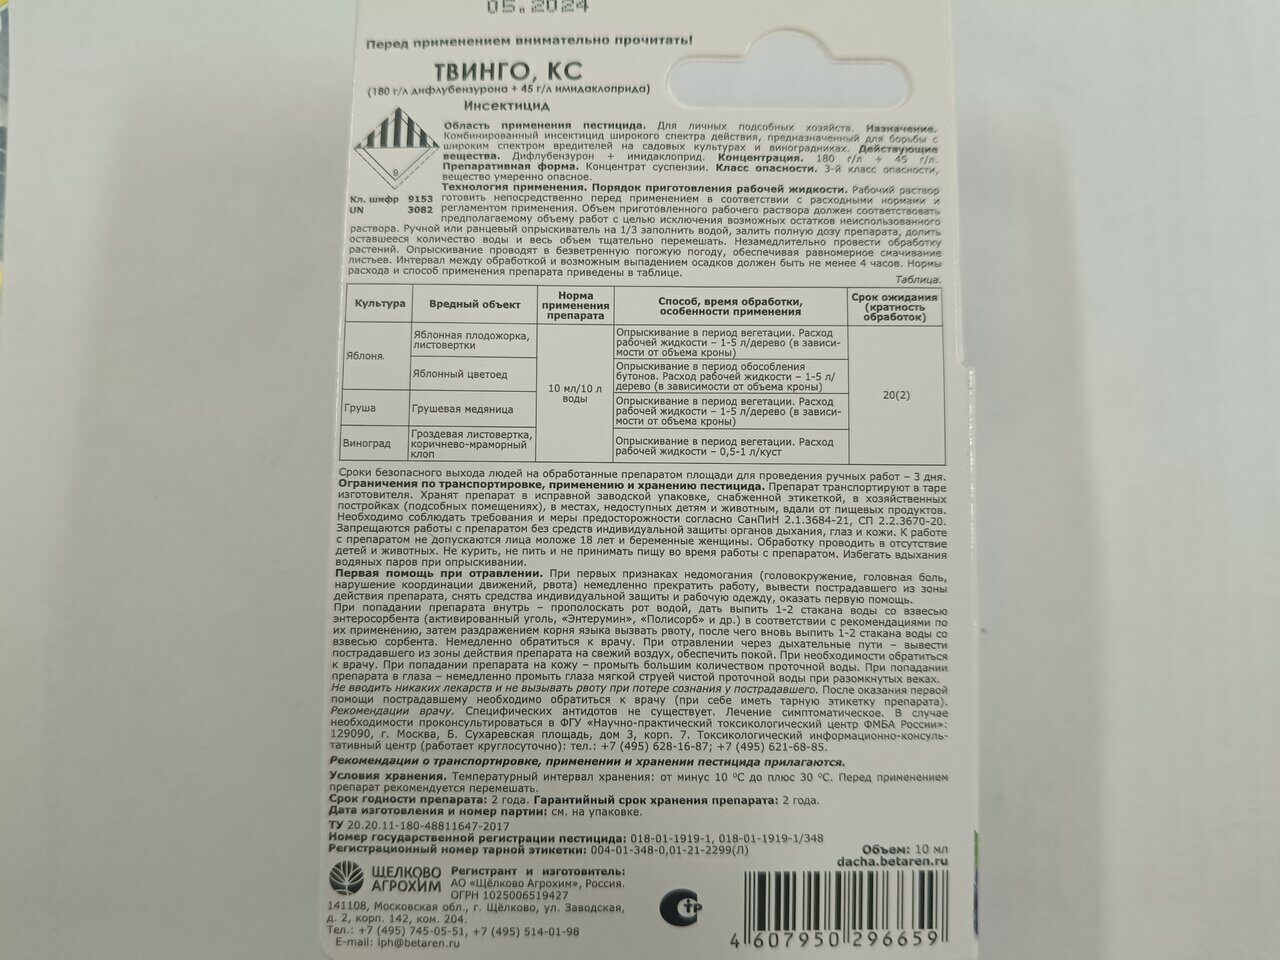 05.2024
Перед применением внимательно прочитать!
ТВИНГО, КС
(180 г/л дифлубензурона + 45 г/л имидаклоприда)
Инсектицид
Область применения пестицида. Для личных подсобных хозяйств. Назначение.
Комбинированный инсектицид широкого спектра действия, предназначенный для борьбы с
широким спектром вредителей на садовых культурах и виноградниках. Действующие
вещества. Дифлубензурон + имидаклоприд. Концентрация. 180 г/л + 45 г/л.
Препаративная форма. Концентрат суспензии. Класс опасности. 3-й класс опасности,
вещество умеренно опасное.
9
Кл. шифр 9153
UN 3082
Технология применения. Порядок приготовления рабочей жидкости. Рабочий раствор
готовить непосредственно перед применением в соответствии с расходными нормами и
регламентом применения. Объем приготовленного рабочего раствора должен соответствовать
предполагаемому объему работ с целью исключения возможных остатков неиспользованного
раствора. Ручной или ранцевый опрыскиватель на 1/3 заполнить водой, залить полную дозу препарата, долить
оставшееся количество воды и весь объем тщательно перемешать. Незамедлительно провести обработку
растений. Опрыскивание проводят в безветренную погожую погоду, обеспечивая равномерное смачивание
листьев. Интервал между обработкой и возможным выпадением осадков должен быть не менее 4 часов. Нормы
расхода и способ применения препарата приведены в таблице.
Таблица.
Культура
Вредный объект
Норма
применения
препарата
Способ, время обработки,
особенности применения
Срок ожидания
(кратность
обработок)
Яблоня
Яблонная плодожорка,
листовертки
10 мл/10 л
воды
Опрыскивание в период вегетации. Расход
рабочей жидкости – 1-5 л/дерево (в зависи-
мости от объема кроны)
20(2)
Яблонный цветоед
Опрыскивание в период обособления
бутонов. Расход рабочей жидкости – 1-5 л/
дерево (в зависимости от объема кроны)
Груша
Грушевая медяница
Опрыскивание в период вегетации. Расход
рабочей жидкости – 1-5 л/дерево (в зависи-
мости от объема кроны)
Виноград
Гроздевая листовертка,
коричнево-мраморный
клоп
Опрыскивание в период вегетации. Расход
рабочей жидкости – 0,5-1 л/куст
Сроки безопасного выхода людей на обработанные препаратом площади для проведения ручных работ – 3 дня.
Ограничения по транспортировке, применению и хранению пестицида. Препарат транспортируют в таре
изготовителя. Хранят препарат в исправной заводской упаковке, снабженной этикеткой, в хозяйственных
постройках (подсобных помещениях), в местах, недоступных детям и животным, вдали от пищевых продуктов.
Необходимо соблюдать требования и меры предосторожности согласно СанПиН 2.1.3684-21, СП 2.2.3670-20.
Запрещаются работы с препаратом без средств индивидуальной защиты органов дыхания, глаз и кожи. К работе
с препаратом не допускаются лица моложе 18 лет и беременные женщины. Обработку проводить в отсутствие
детей и животных. Не курить, не пить и не принимать пищу во время работы с препаратом. Избегать вдыхания
водяных паров при опрыскивании.
Первая помощь при отравлении. При первых признаках недомогания (головокружение, головная боль,
нарушение координации движений, рвота) немедленно прекратить работу, вывести пострадавшего из зоны
действия препарата, снять средства индивидуальной защиты и рабочую одежду, оказать первую помощь.
При попадании препарата внутрь – прополоскать рот водой, дать выпить 1-2 стакана воды со взвесью
энтеросорбента (активированный уголь, «Энтерумин», «Полисорб» и др.) в соответствии с рекомендациями по
их применению, затем раздражением корня языка вызвать рвоту, после чего вновь выпить 1-2 стакана воды со
взвесью сорбента. Немедленно обратиться к врачу. При отравлении через дыхательные пути – вывести
пострадавшего из зоны действия препарата на свежий воздух, обеспечить покой. При необходимости обратиться
к врачу. При попадании препарата на кожу – промыть большим количеством проточной воды. При попадании
препарата в глаза – немедленно промыть глаза мягкой струей чистой проточной воды при разомкнутых веках.
Не вводить никаких лекарств и не вызывать рвоту при потере сознания у пострадавшего. После оказания первой
помощи пострадавшему необходимо обратиться к врачу (при себе иметь тарную этикетку препарата).
Рекомендации врачу. Специфических антидотов не существует. Лечение симптоматическое. В случае
необходимости проконсультироваться в ФГУ «Научно-практический токсикологический центр ФМБА России»:
129090, г. Москва, Б. Сухаревская площадь, дом 3, корп. 7. Токсикологический информационно-консуль-
тативный центр (работает круглосуточно): тел.: +7 (495) 628-16-87; +7 (495) 621-68-85.
Рекомендации о транспортировке, применении и хранении пестицида прилагаются.
Условия хранения. Температурный интервал хранения: от минус 10 °С до плюс 30 °С. Перед применением
препарат рекомендуется перемешать.
Срок годности препарата: 2 года. Гарантийный срок хранения препарата: 2 года.
Дата изготовления и номер партии: см. на упаковке.
ТУ 20.20.11-180-48811647-2017
Номер государственной регистрации пестицида: 018-01-1919-1, 018-01-1919-1/348
Регистрационный номер тарной этикетки: 004-01-348-0,01-21-2299(Л)
Объем: 10 мл
dacha.betaren.ru
ЩЕЛКОВО
АГРОХИМ
Регистрант и изготовитель:
АО «Щёлково Агрохим», Россия.
ОГРН 1025006519427
141108, Московская обл., г. Щёлково, ул. Заводская,
д. 2, корп. 142, ком. 204.
Тел.: +7 (495) 745-05-51, +7 (495) 514-01-98
E-mail: lph@betaren.ru
СТР
4 607950 296659